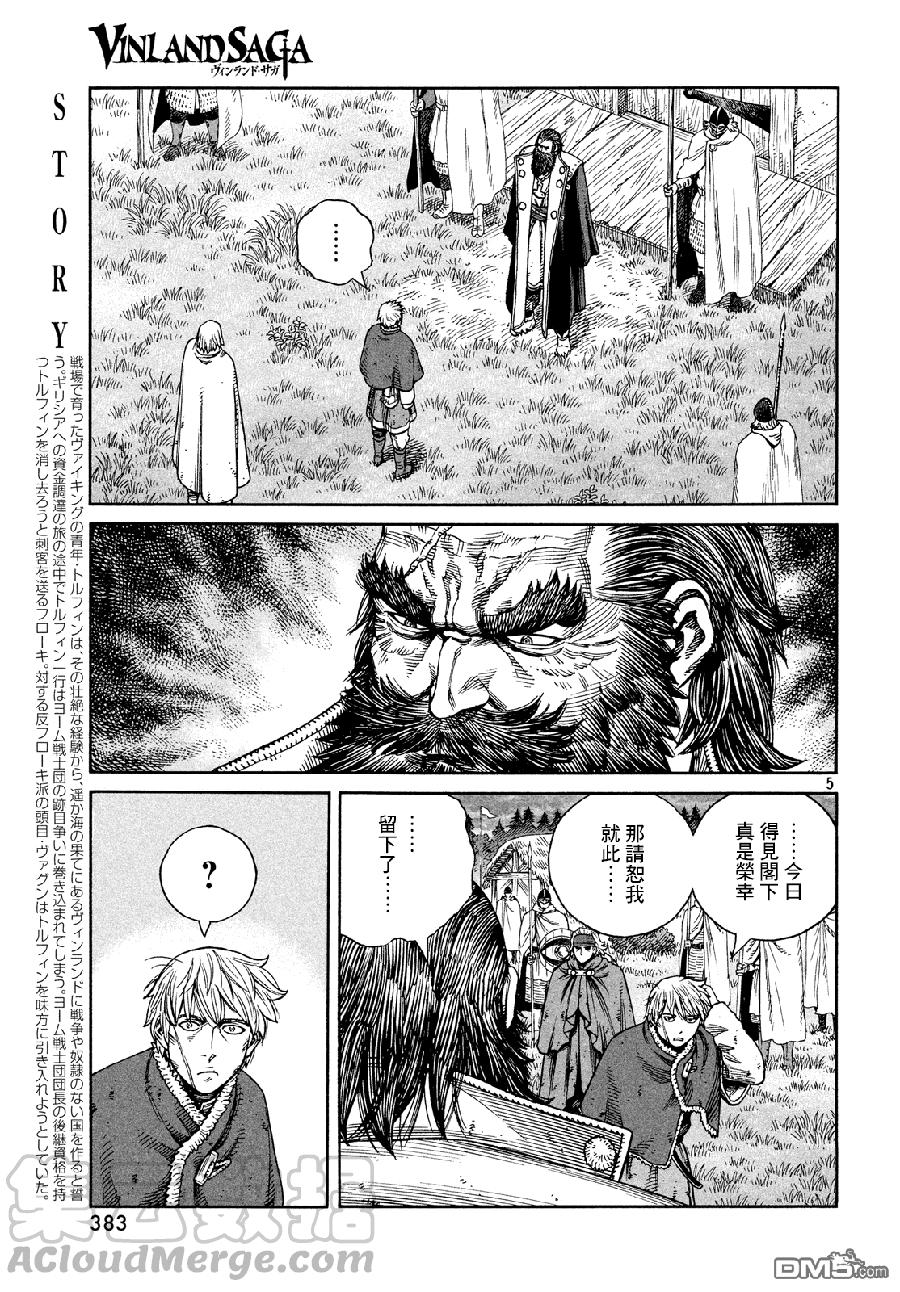 VINLAND SAGA
ヴィンランド・サガ
STORY
戦場で育ったヴァイキングの青年・トルフィンは、その壮絶な経験から、遥か海の果てにあるヴィンランドに戦争や奴隷のない国を作ると誓
う。ギリシアへの資金調達の旅の途中でトルフィン一行はヨーム戦士団の跡目争いに巻き込まれてしまう。ヨーム戦士団団長の後継資格を持
つトルフィンを消し去ろうと刺客を送るフローキ。対する反フローキ派の頭目・ヴァグンはトルフィンを味方に引き入れようとしていた。
……
5
……今日
得見閣下
真是榮幸
那請恕我
就此……
……
留下了……
?
383
集云数据
ACloudMerge.com
DM5.com